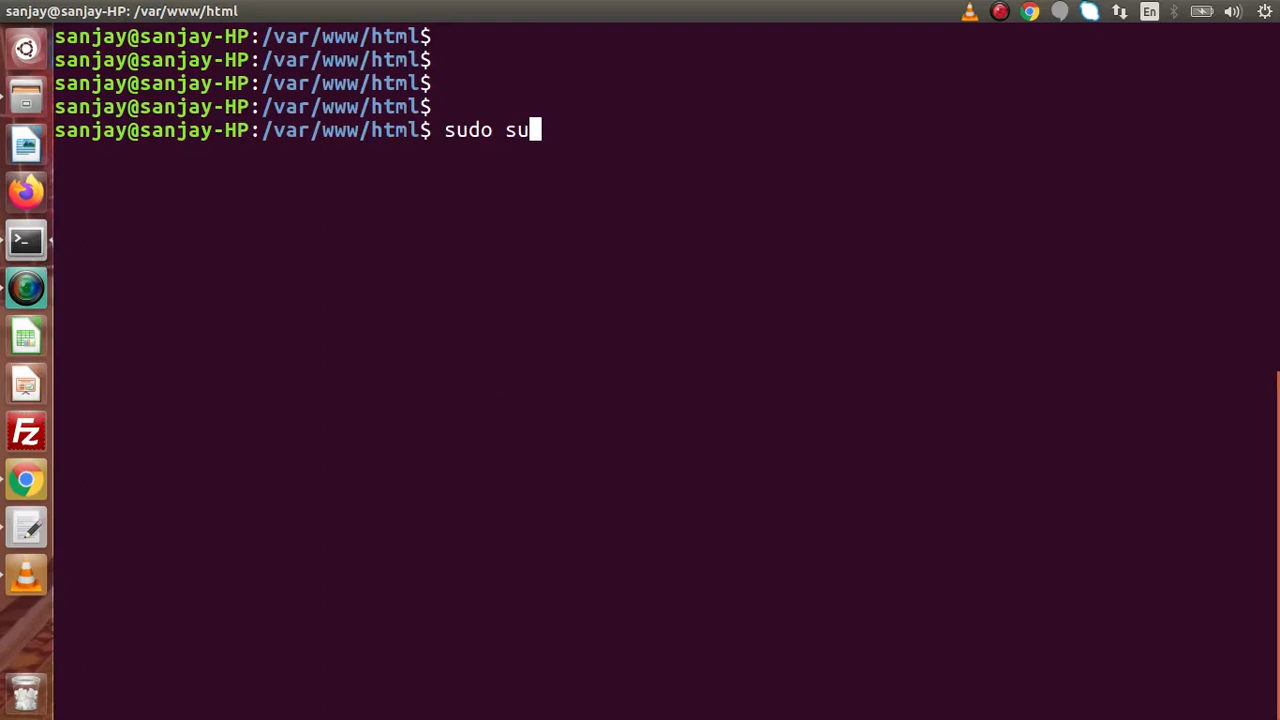 sanjay@sanjay-HP: /var/www/html
En
sanjay@sanjay-HP:/var/www/html$
sanjay@sanjay-HP:/var/www/html$
sanjay@sanjay-HP:/var/www/html$
sanjay@sanjay-HP:/var/www/html$
sanjay@sanjay-HP:/var/www/html$ sudo su
>_
Fz